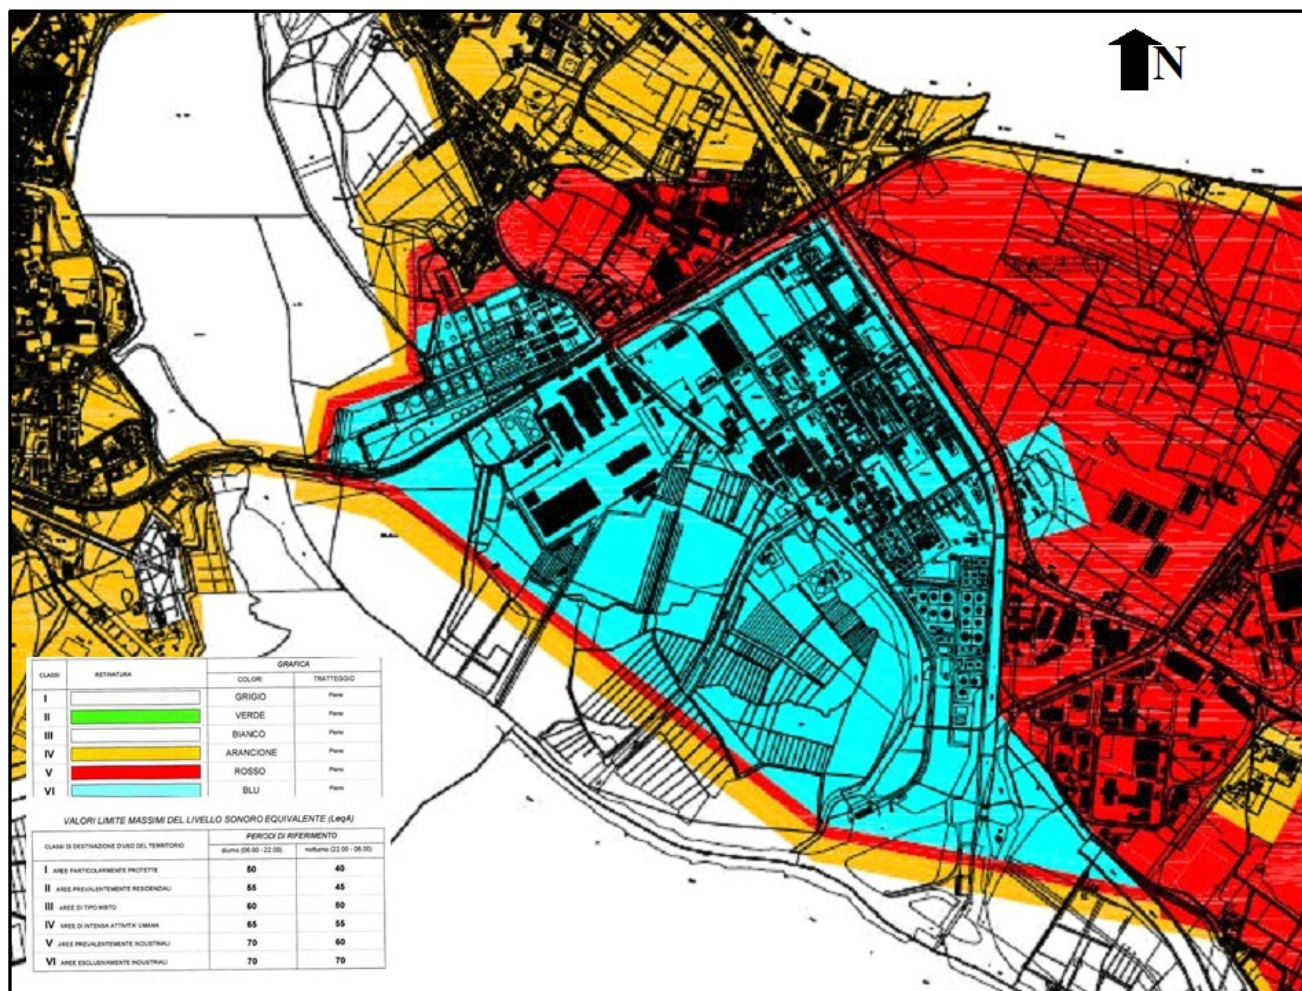 N
GRAFICA
CLASSI RETINATURA COLORI TRATTEGGIO
I GRIGIO Pieno
II VERDE Pieno
III BIANCO Pieno
IV ARANCIONE Pieno
V ROSSO Pieno
VI BLU Pieno
VALORI LIMITE MASSIMI DEL LIVELLO SONORO EQUIVALENTE (LeqA)
PERIODI DI RIFERIMENTO
CLASSI DI DESTINAZIONE D'USO DEL TERRITORIO diurno (06:00 - 22:00) notturno (22:00 - 06:00)
I AREE PARTICOLARMENTE PROTETTE 50 40
II AREE PREVALENTEMENTE RESIDENZIALI 55 45
III AREE DI TIPO MISTO 60 50
IV AREE DI INTENSA ATTIVITA' UMANA 65 55
V AREE PREVALENTEMENTE INDUSTRIALI 70 60
VI AREE ESCLUSIVAMENTE INDUSTRIALI 70 70